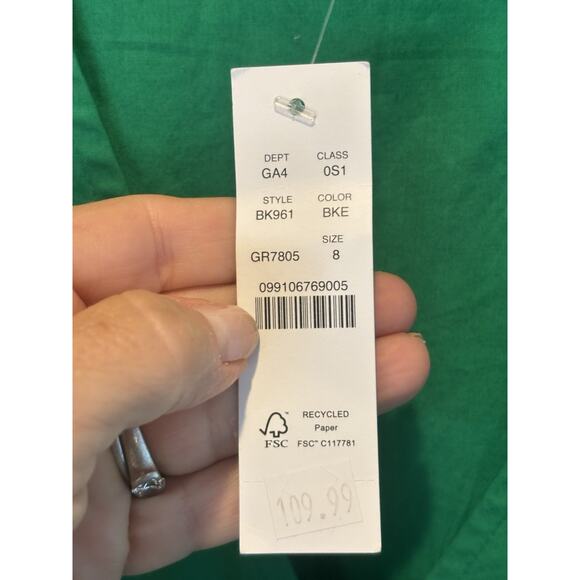 DEPT CLASS
GA4 0S1
STYLE COLOR
BK961 BKE
SIZE
GR7805 8
099106769005
RECYCLED
Paper
FSC™ C117781
™
FSC
109.99